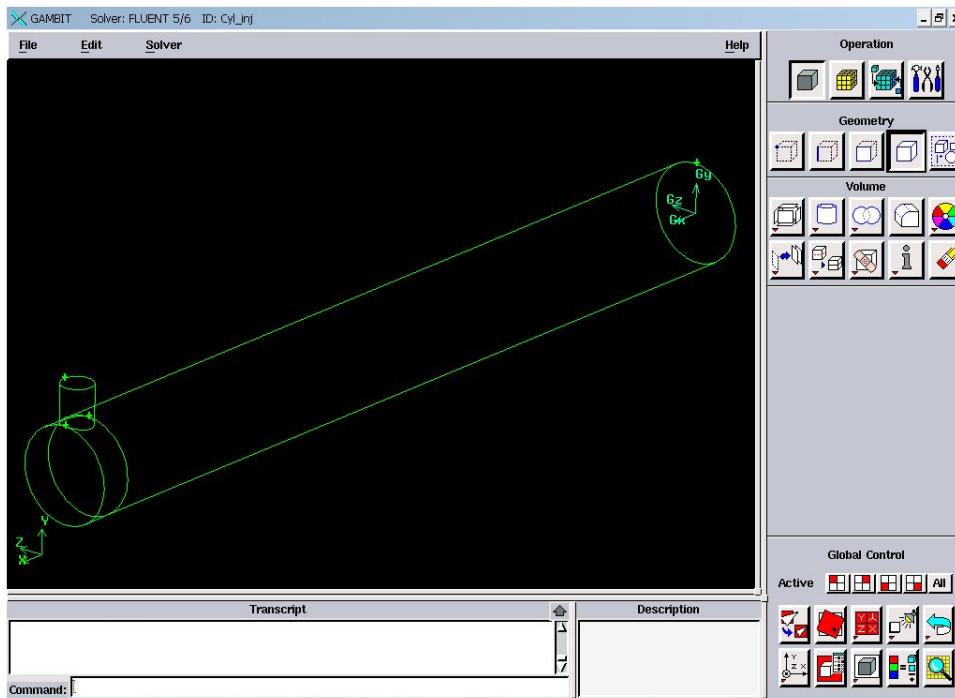 GAMBIT Solver: FLUENT 5/6 ID: Cyl_inj
File Edit Solver Help
Operation
Geometry
Volume
Gy
Gz
Gx
Y
Z
X
Global Control
Active All
Transcript Description
Command: